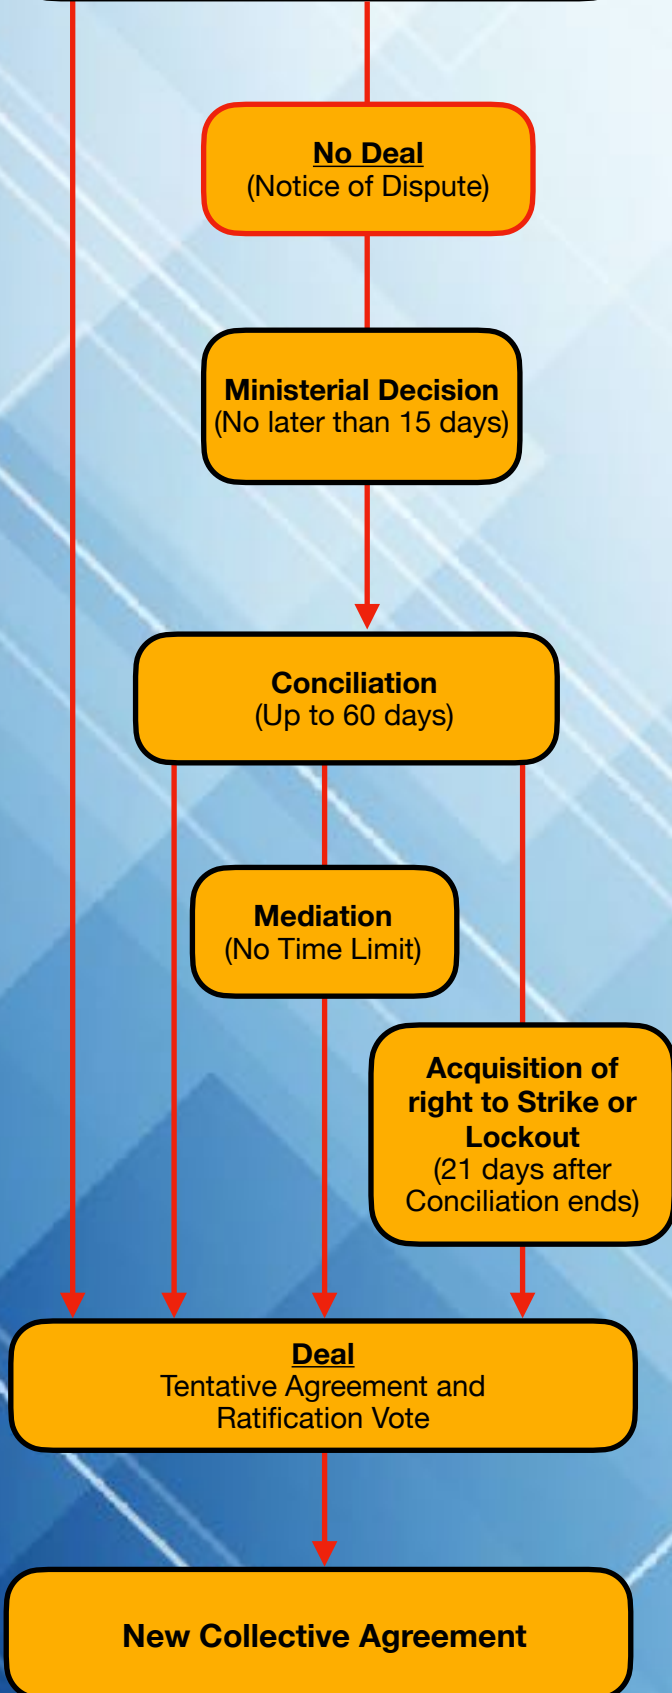 No Deal
(Notice of Dispute)
Ministerial Decision
(No later than 15 days)
Conciliation
(Up to 60 days)
Mediation
(No Time Limit)
Acquisition of
right to Strike or
Lockout
(21 days after
Conciliation ends)
Deal
Tentative Agreement and
Ratification Vote
New Collective Agreement